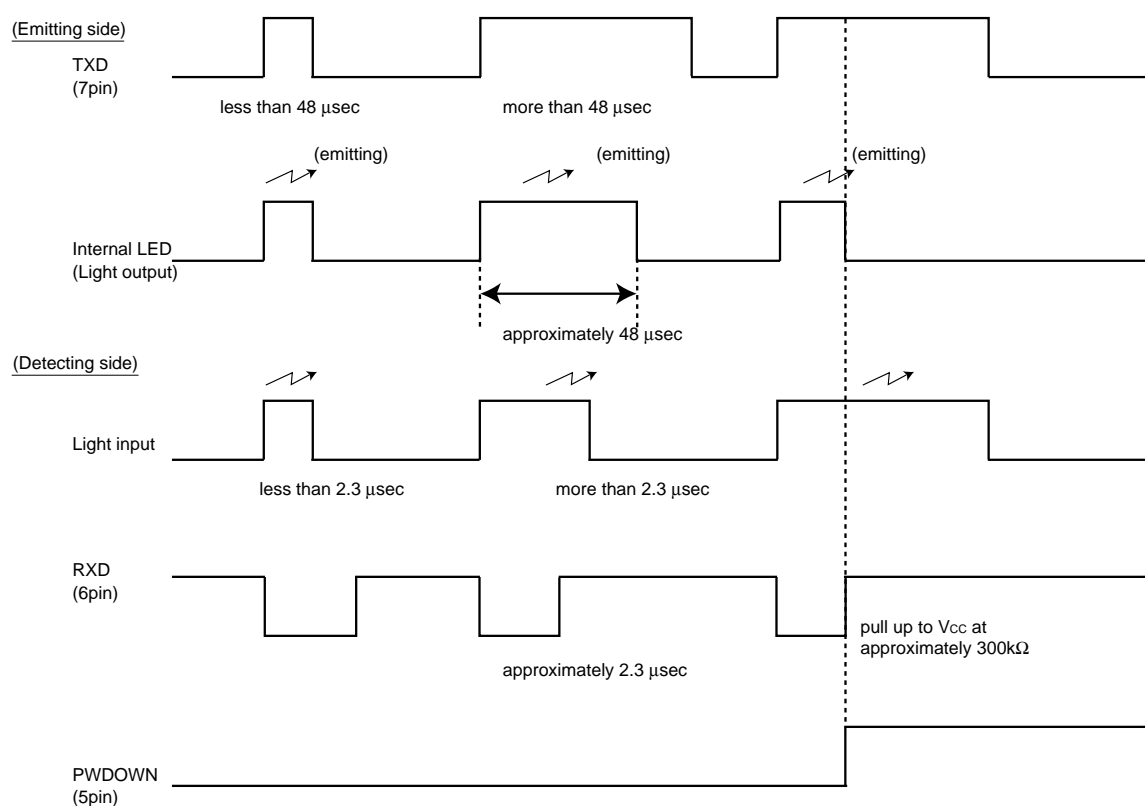 (Emitting side)
TXD
(7pin)
less than 48 μsec
more than 48 μsec
(emitting)
(emitting)
(emitting)
Internal LED
(Light output)
approximately 48 μsec
(Detecting side)
Light input
less than 2.3 μsec
more than 2.3 μsec
RXD
(6pin)
pull up to VCC at
approximately 300kΩ
approximately 2.3 μsec
PWDOWN
(5pin)